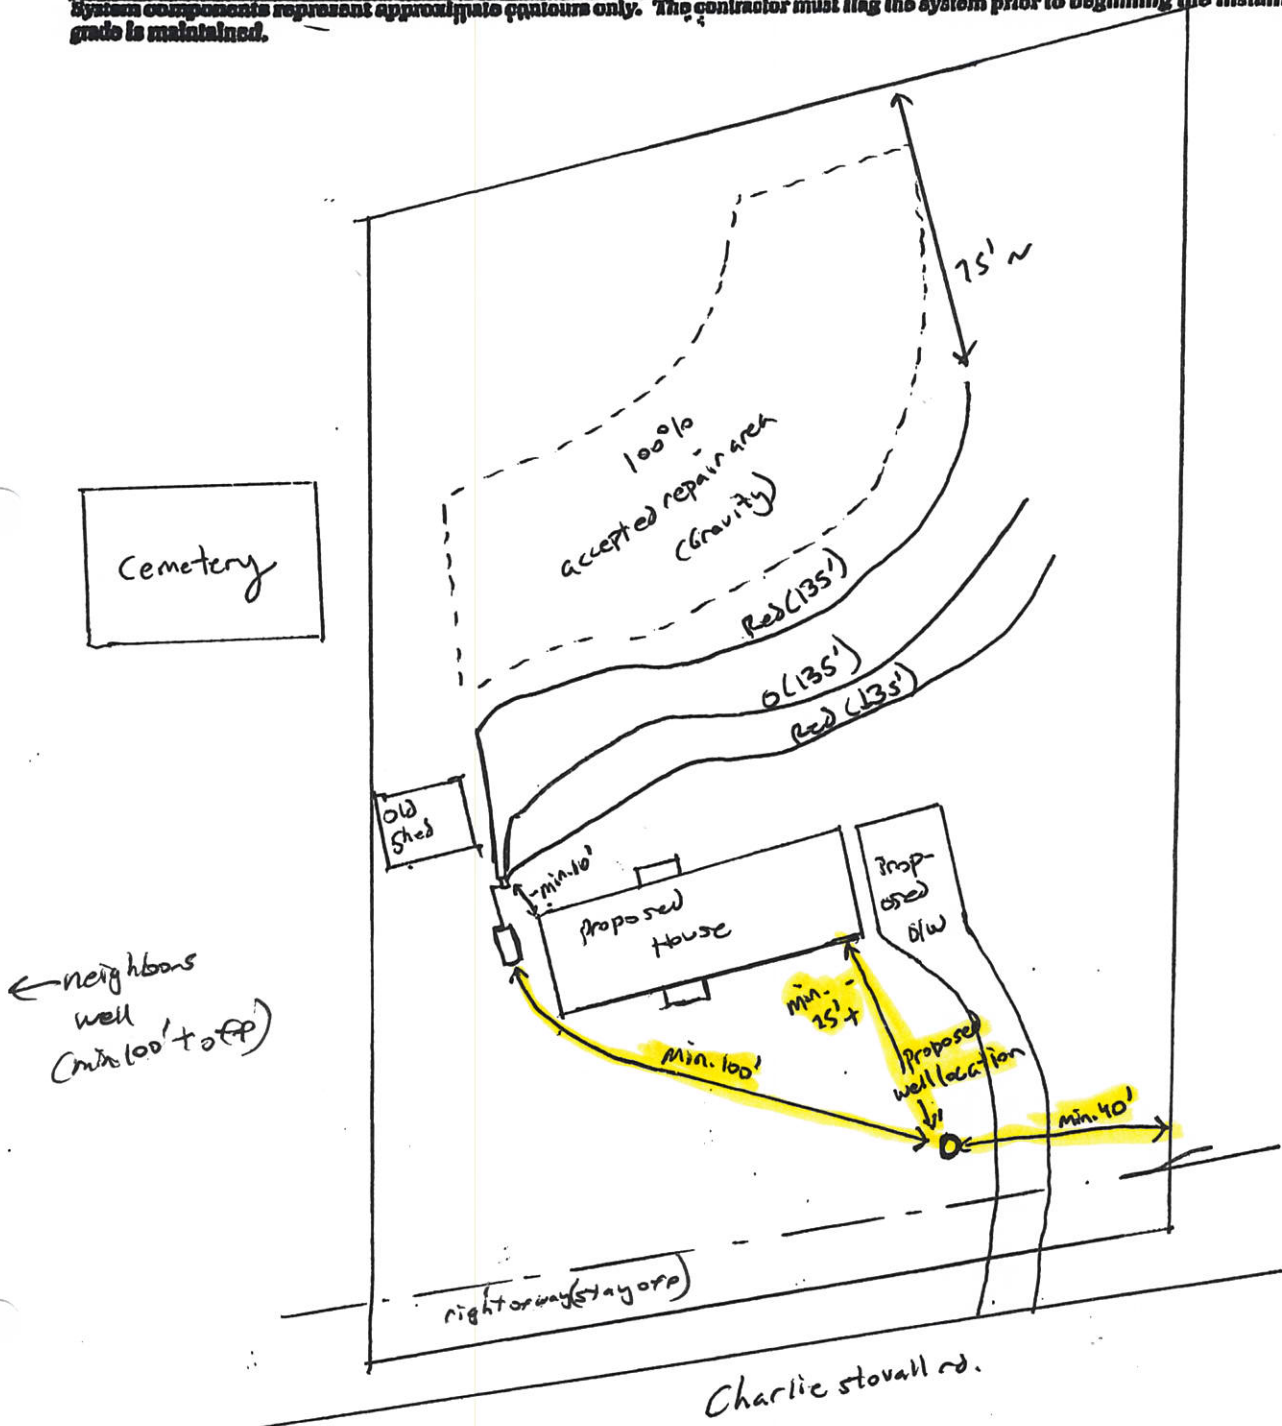 System components represent approximate contours only. The contractor must flag the system prior to beginning the
grade is maintained.
75' ~
100%
accepted repair area
(Gravity)
Cemetery
Red (135')
O (135')
Red (135')
Old
Shed
min. 10'
Proposed
House
Prop-
osed
D/W
← neighbors
well
(min. 100'+ off)
min.
25'+
Proposed
well location
Min. 100'
Min. 40'
right of way (stay off)
Charlie Stovall rd.